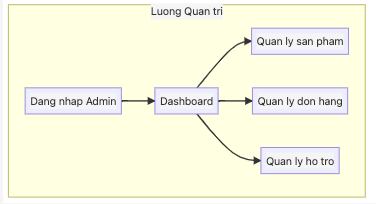 Luong Quan tri
Quan ly san pham
Dang nhap Admin
Dashboard
Quan ly don hang
Quan ly ho tro